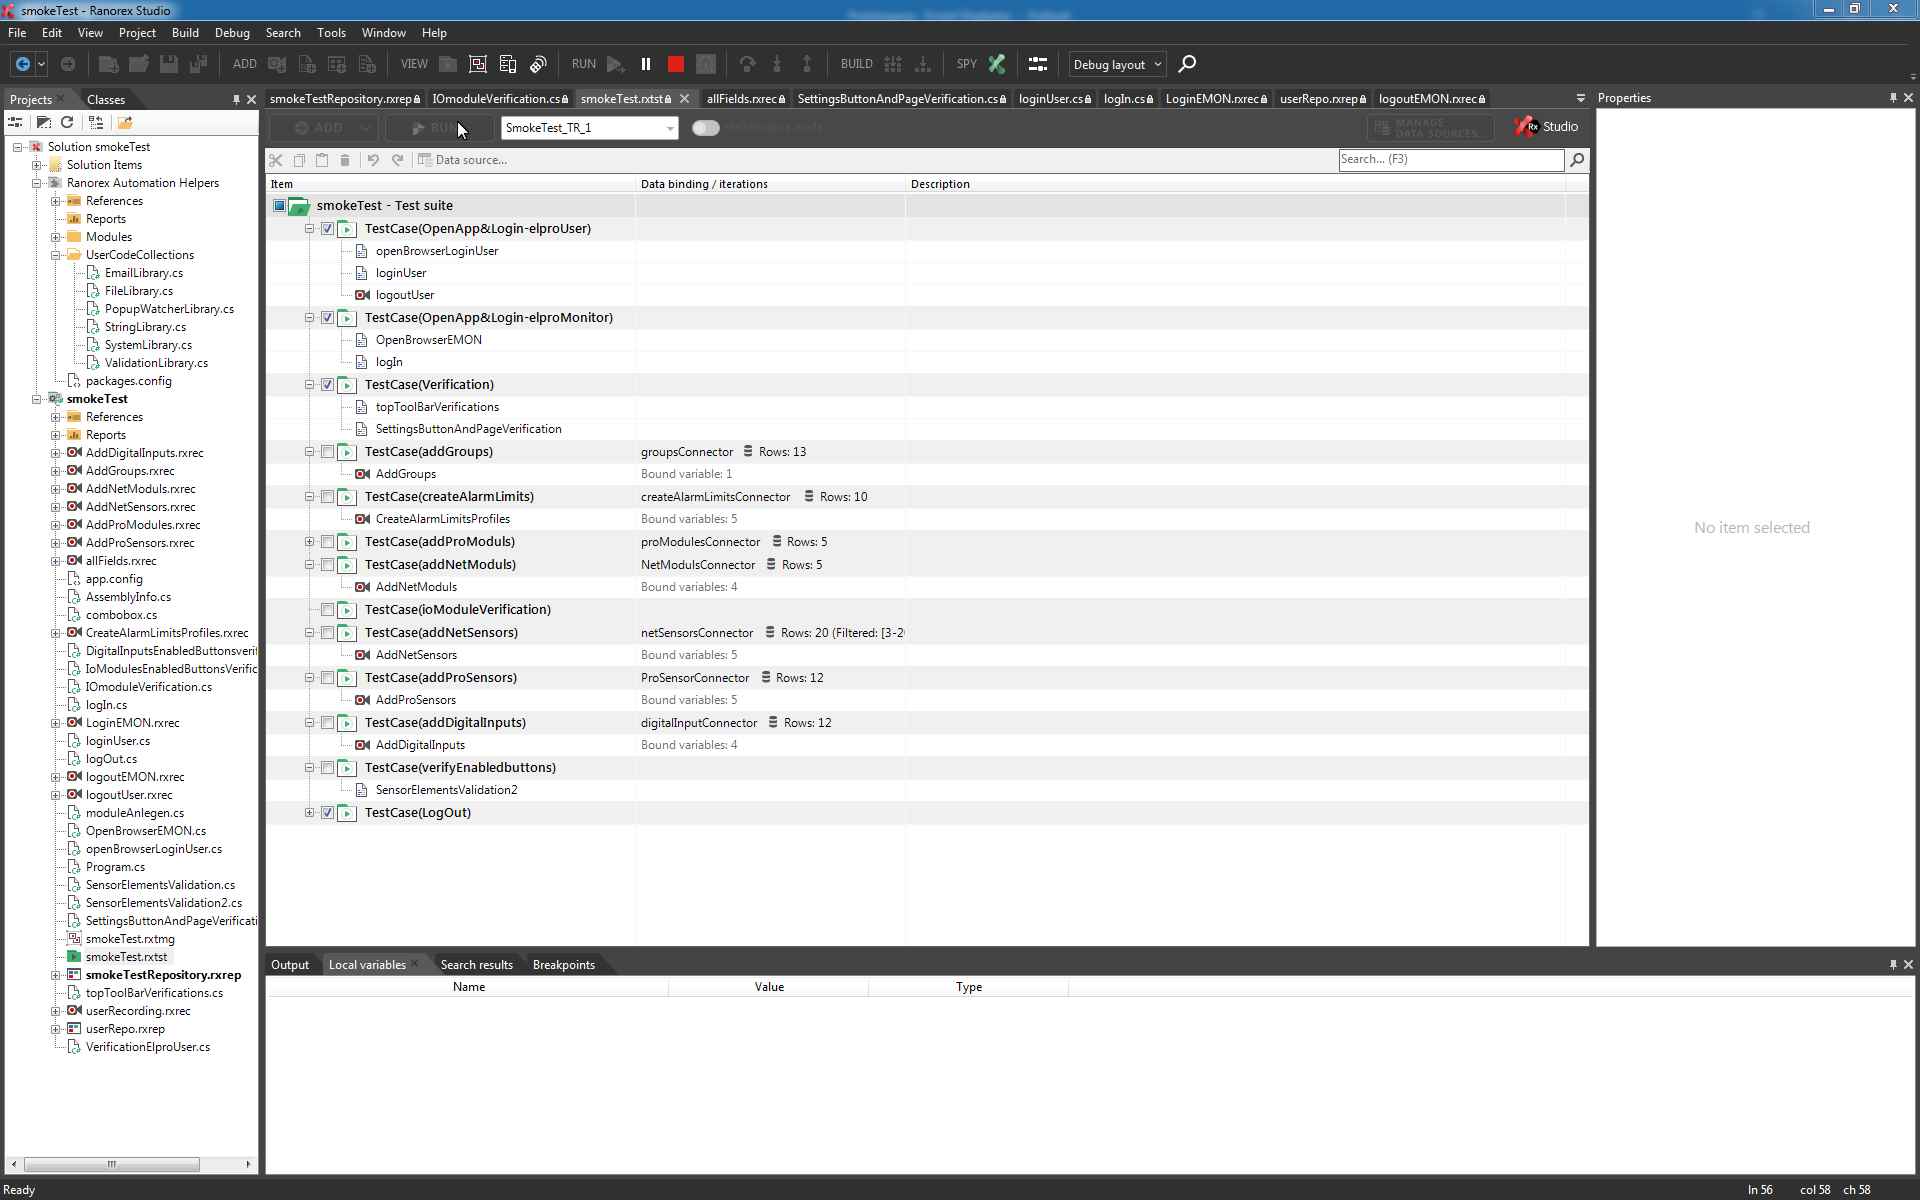 smokeTest - Ranorex Studio
File Edit View Project Build Debug Search Tools Window Help
ADD VIEW RUN BUILD SPY Debug layout
Projects Classes
smokeTestRepository.rxrep IOmoduleVerification.cs smokeTest.rxtst allFields.rxrec SettingsButtonAndPageVerification.cs loginUser.cs logIn.cs LoginEMON.rxrec userRepo.rxrep logoutEMON.rxrec
Properties
ADD RUN SmokeTest_TR_1 MANAGE DATA SOURCES... Rx Studio
Data source... Search... (F3)
Solution smokeTest
Solution Items
Ranorex Automation Helpers
References
Reports
Modules
UserCodeCollections
EmailLibrary.cs
FileLibrary.cs
PopupWatcherLibrary.cs
StringLibrary.cs
SystemLibrary.cs
ValidationLibrary.cs
packages.config
smokeTest
References
Reports
AddDigitalInputs.rxrec
AddGroups.rxrec
AddNetModuls.rxrec
AddNetSensors.rxrec
AddProModules.rxrec
AddProSensors.rxrec
allFields.rxrec
app.config
AssemblyInfo.cs
combobox.cs
CreateAlarmLimitsProfiles.rxrec
DigitalInputsEnabledButtonsverif
IoModulesEnabledButtonsVerific
IOmoduleVerification.cs
logIn.cs
LoginEMON.rxrec
loginUser.cs
logOut.cs
logoutEMON.rxrec
logoutUser.rxrec
moduleAnlegen.cs
OpenBrowserEMON.cs
openBrowserLoginUser.cs
Program.cs
SensorElementsValidation.cs
SensorElementsValidation2.cs
SettingsButtonAndPageVerificati
smokeTest.rxtmg
smokeTest.rxtst
smokeTestRepository.rxrep
topToolBarVerifications.cs
userRecording.rxrec
userRepo.rxrep
VerificationElproUser.cs
Item Data binding / iterations Description
smokeTest - Test suite
TestCase(OpenApp&Login-elproUser)
openBrowserLoginUser
loginUser
logoutUser
TestCase(OpenApp&Login-elproMonitor)
OpenBrowserEMON
logIn
TestCase(Verification)
topToolBarVerifications
SettingsButtonAndPageVerification
TestCase(addGroups) groupsConnector Rows: 13
AddGroups Bound variable: 1
TestCase(createAlarmLimits) createAlarmLimitsConnector Rows: 10
CreateAlarmLimitsProfiles Bound variables: 5
TestCase(addProModuls) proModulesConnector Rows: 5
TestCase(addNetModuls) NetModulsConnector Rows: 5
AddNetModuls Bound variables: 4
TestCase(ioModuleVerification)
TestCase(addNetSensors) netSensorsConnector Rows: 20 (Filtered: [3-20
AddNetSensors Bound variables: 5
TestCase(addProSensors) ProSensorConnector Rows: 12
AddProSensors Bound variables: 5
TestCase(addDigitalInputs) digitalInputConnector Rows: 12
AddDigitalInputs Bound variables: 4
TestCase(verifyEnabledbuttons)
SensorElementsValidation2
TestCase(LogOut)
No item selected
Output Local variables Search results Breakpoints
Name Value Type
Ready ln 56 col 58 ch 58